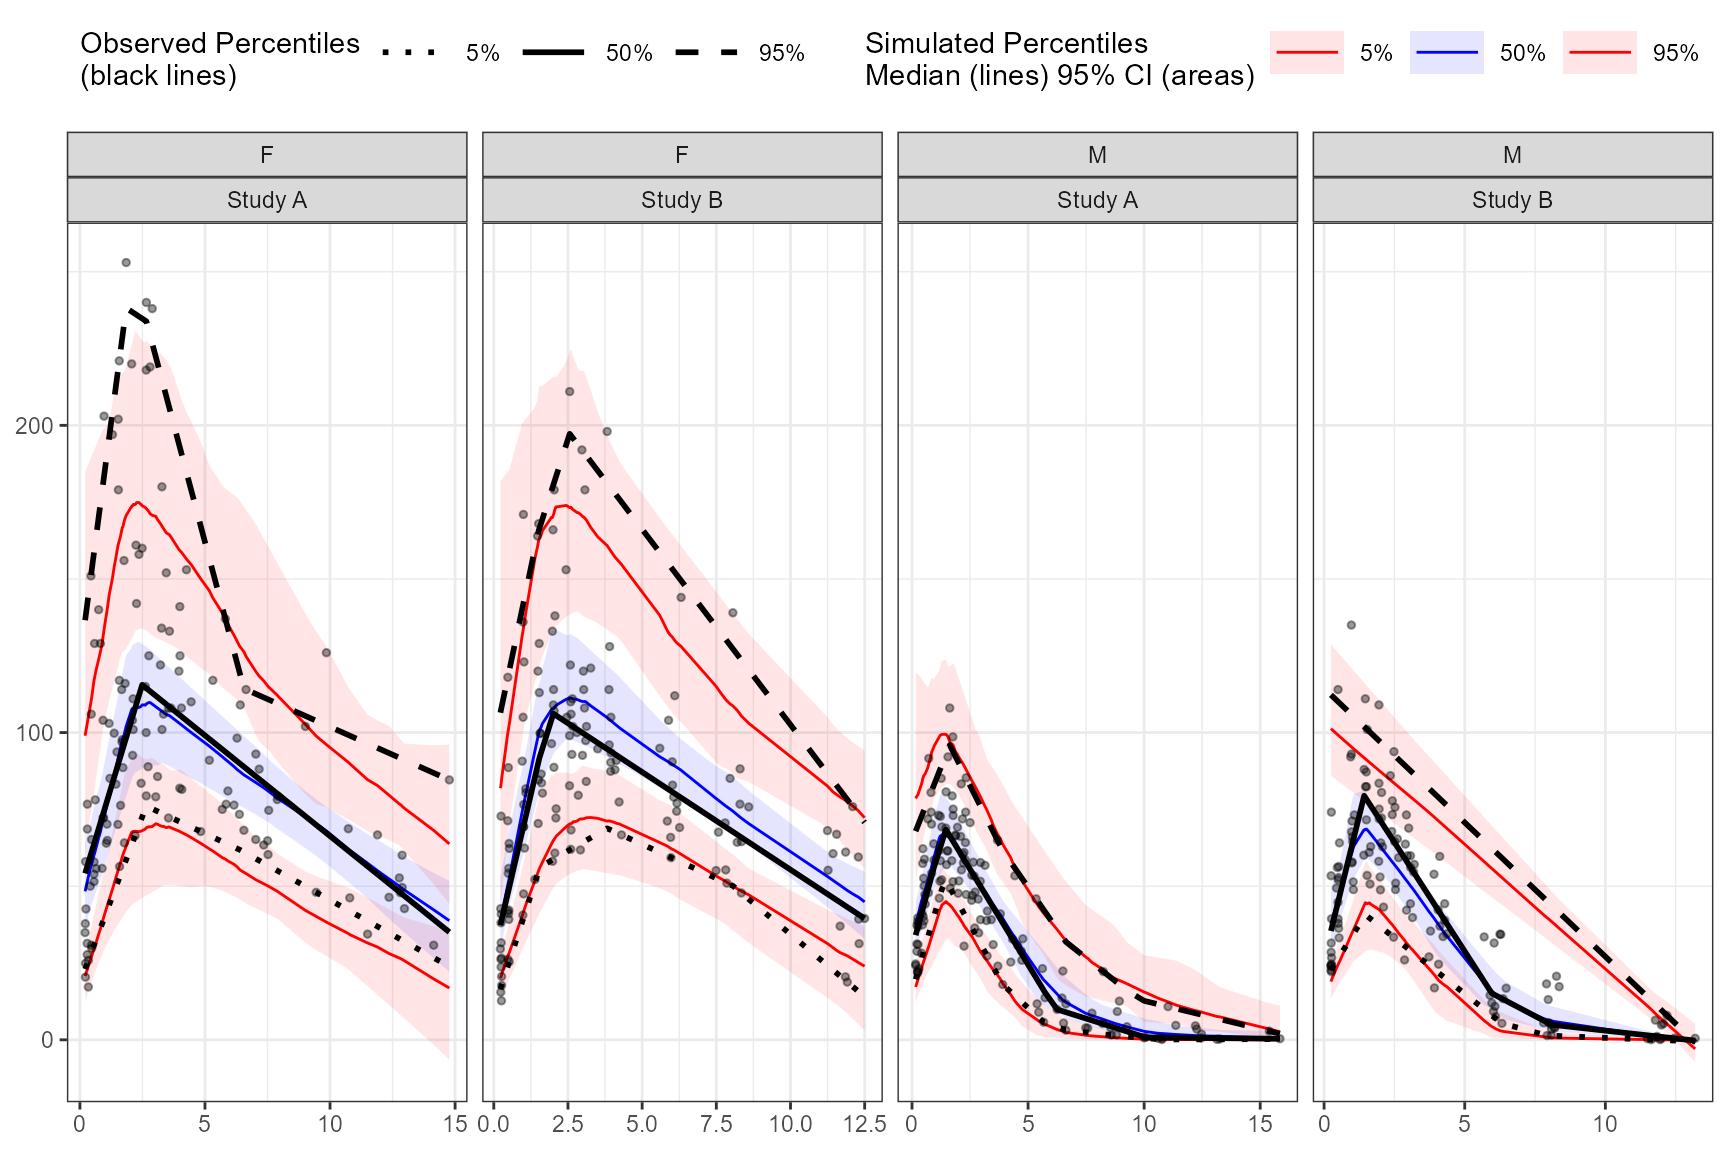 Observed Percentiles
(black lines)
5%
50%
95%
Simulated Percentiles
Median (lines) 95% CI (areas)
5%
50%
95%
F
F
M
M
Study A
Study B
Study A
Study B
200
100
0
0
5
10
15
0.0
2.5
5.0
7.5
10.0
12.5
0
5
10
15
0
5
10